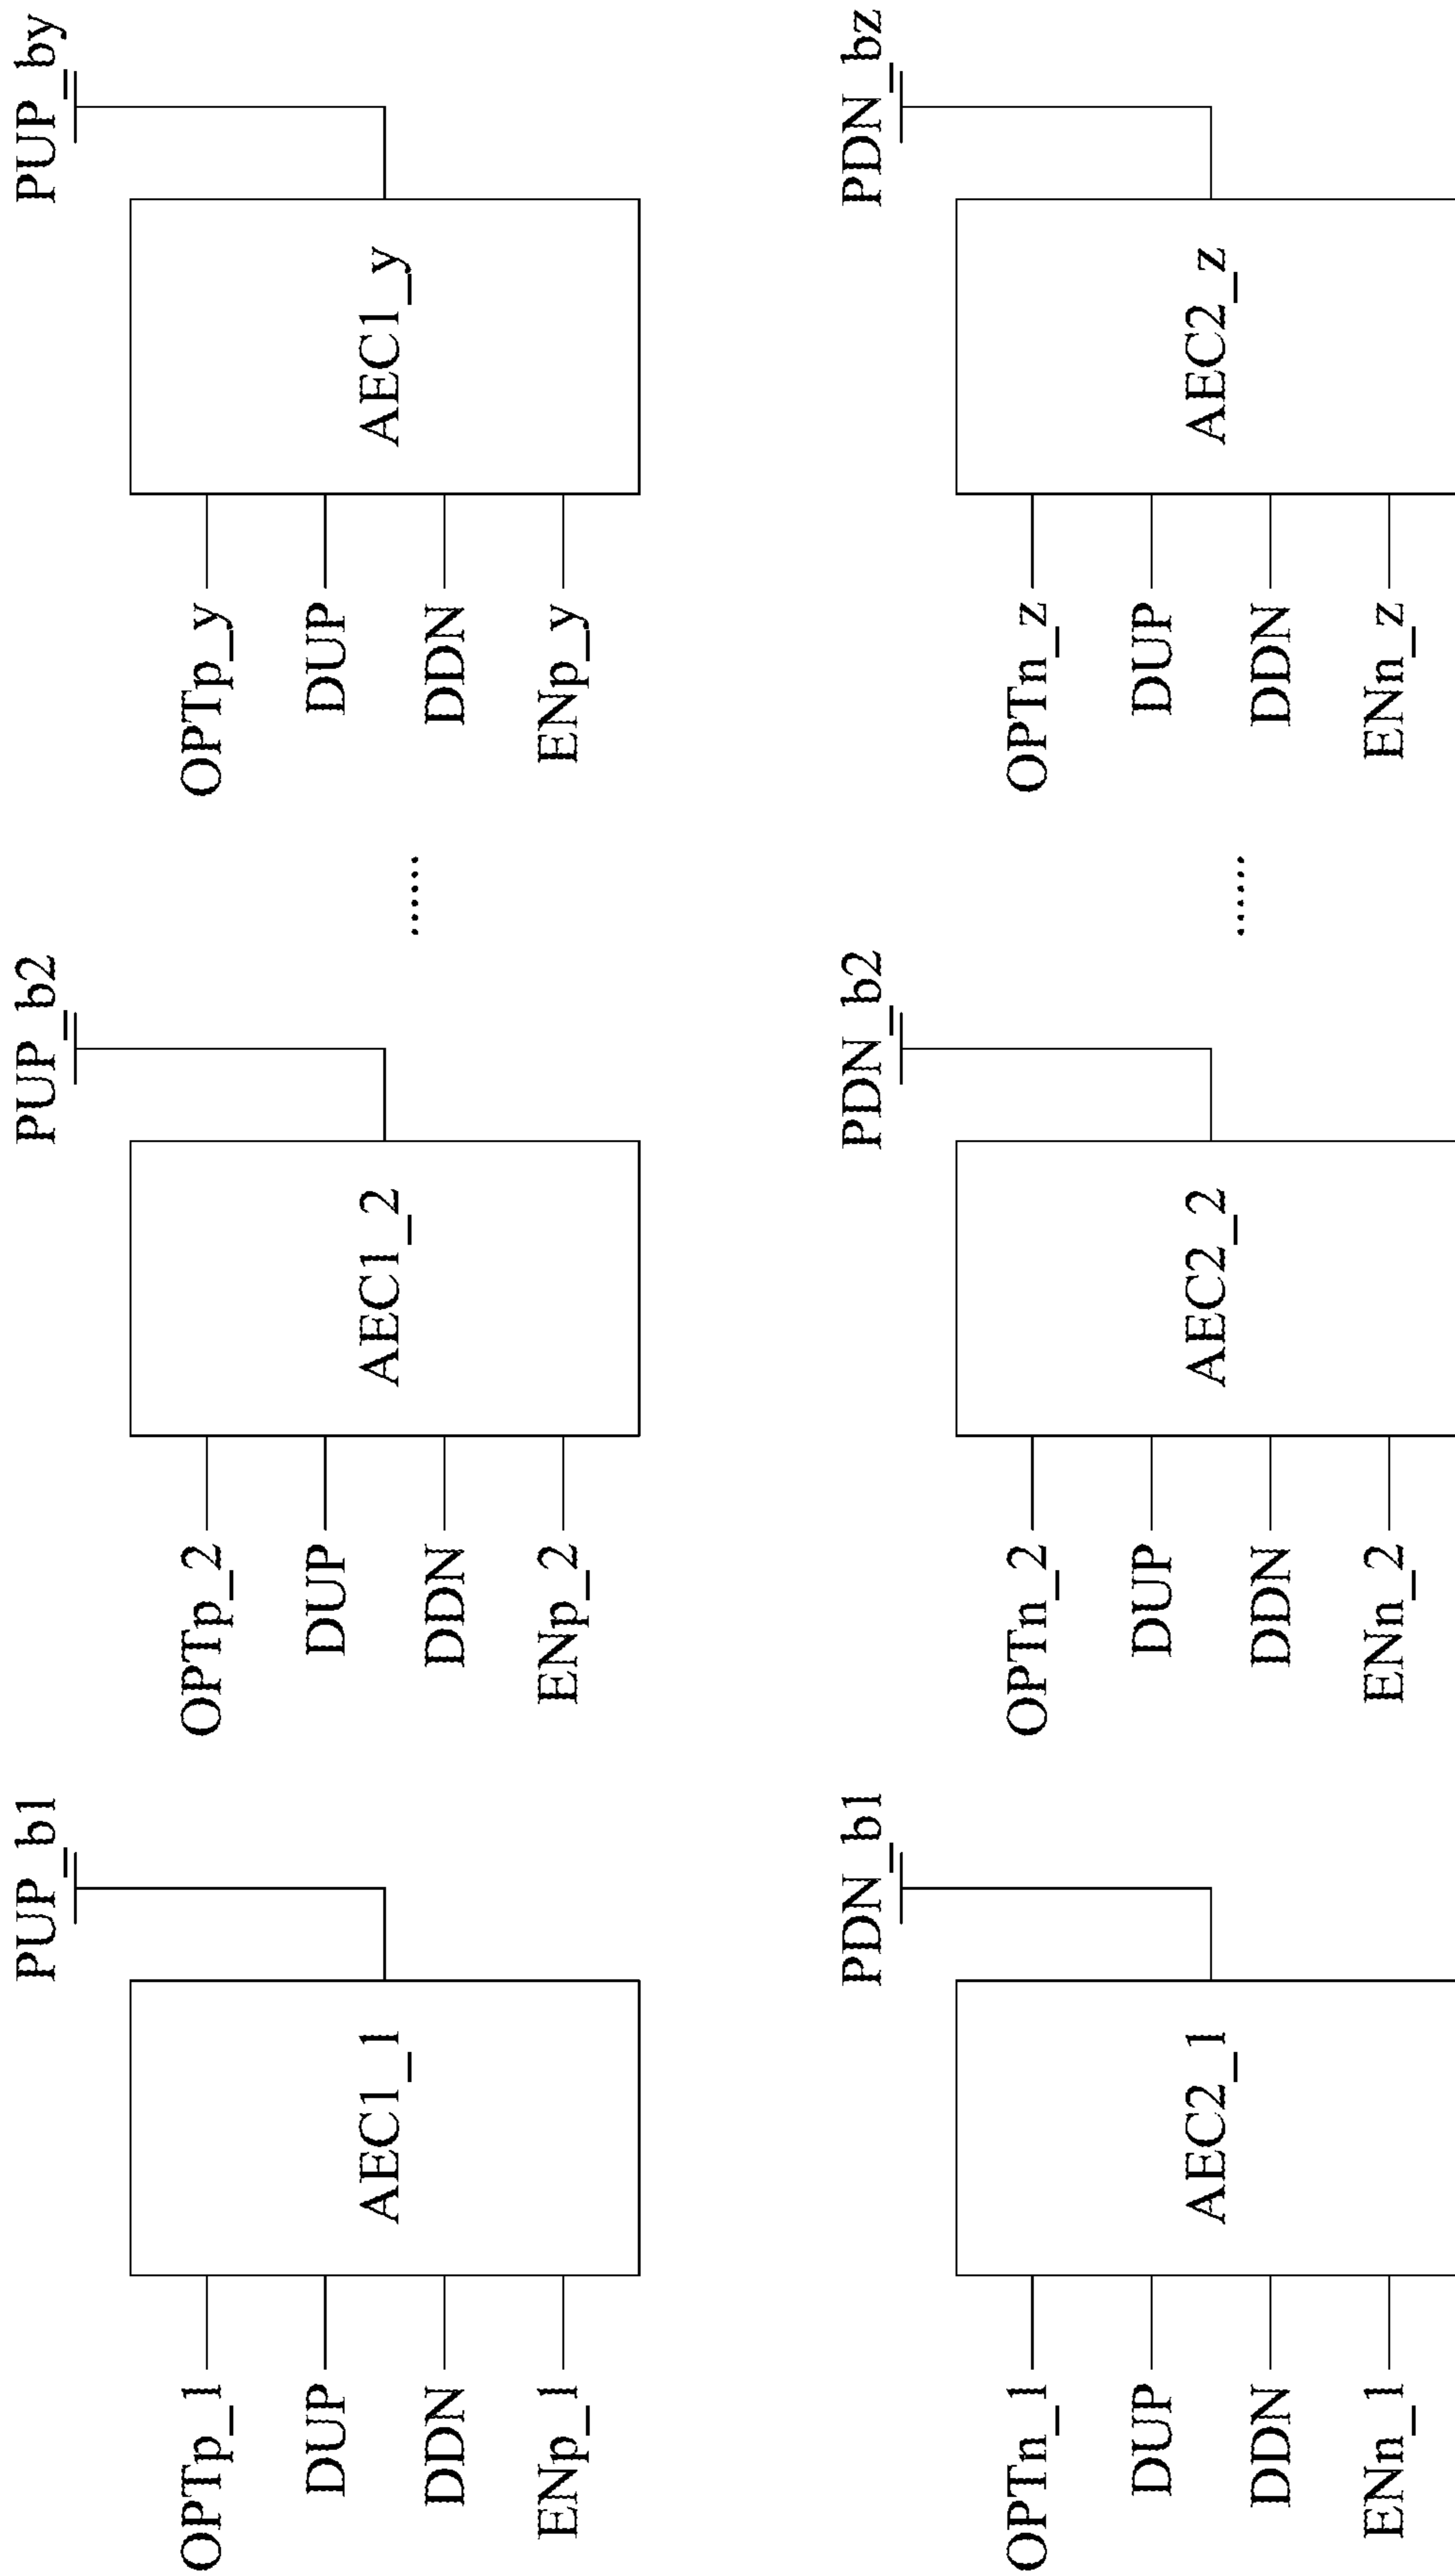 PUP_b1
AEC1_1
OPTp_1
DUP
DDN
ENp_1
PUP_b2
AEC1_2
OPTp_2
DUP
DDN
ENp_2
......
PUP_by
AEC1_y
OPTp_y
DUP
DDN
ENp_y
PDN_b1
AEC2_1
OPTn_1
DUP
DDN
ENn_1
PDN_b2
AEC2_2
OPTn_2
DUP
DDN
ENn_2
......
PDN_bz
AEC2_z
OPTn_z
DUP
DDN
ENn_z